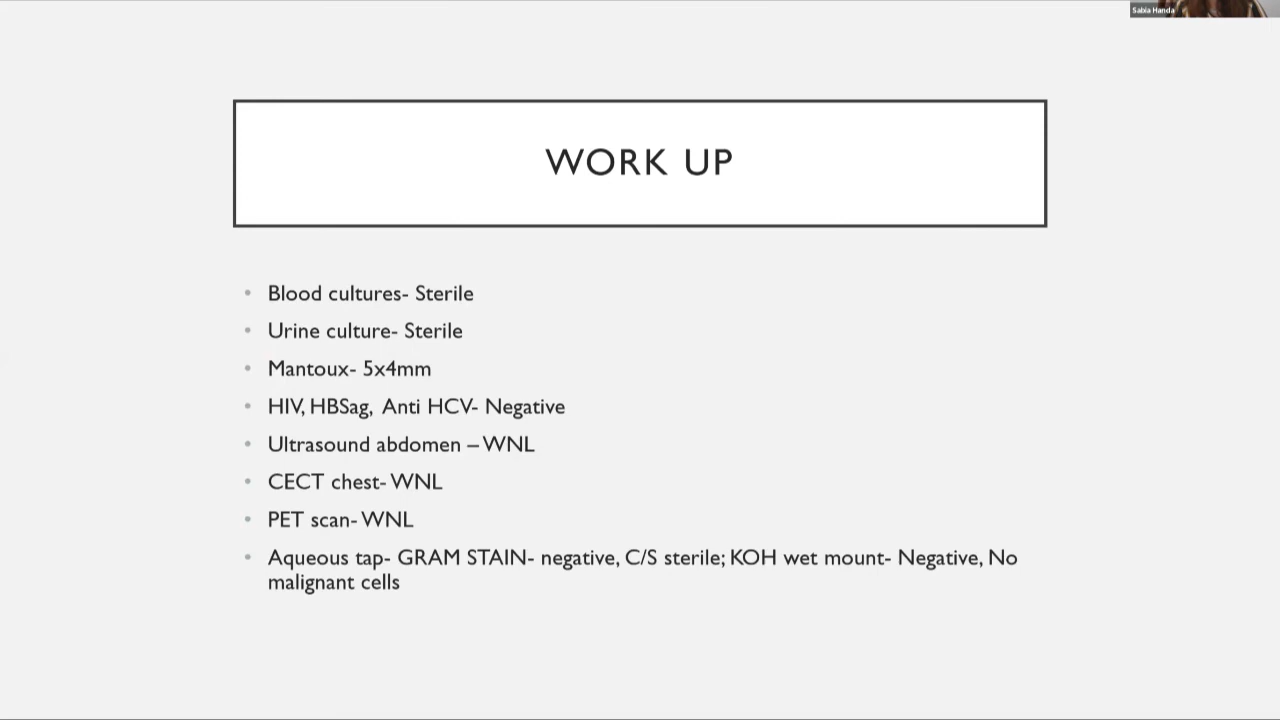 Sabia Handa
WORK UP
• Blood cultures- Sterile
• Urine culture- Sterile
• Mantoux- 5x4mm
• HIV, HBSag, Anti HCV- Negative
• Ultrasound abdomen – WNL
• CECT chest- WNL
• PET scan- WNL
• Aqueous tap- GRAM STAIN- negative, C/S sterile; KOH wet mount- Negative, No
malignant cells